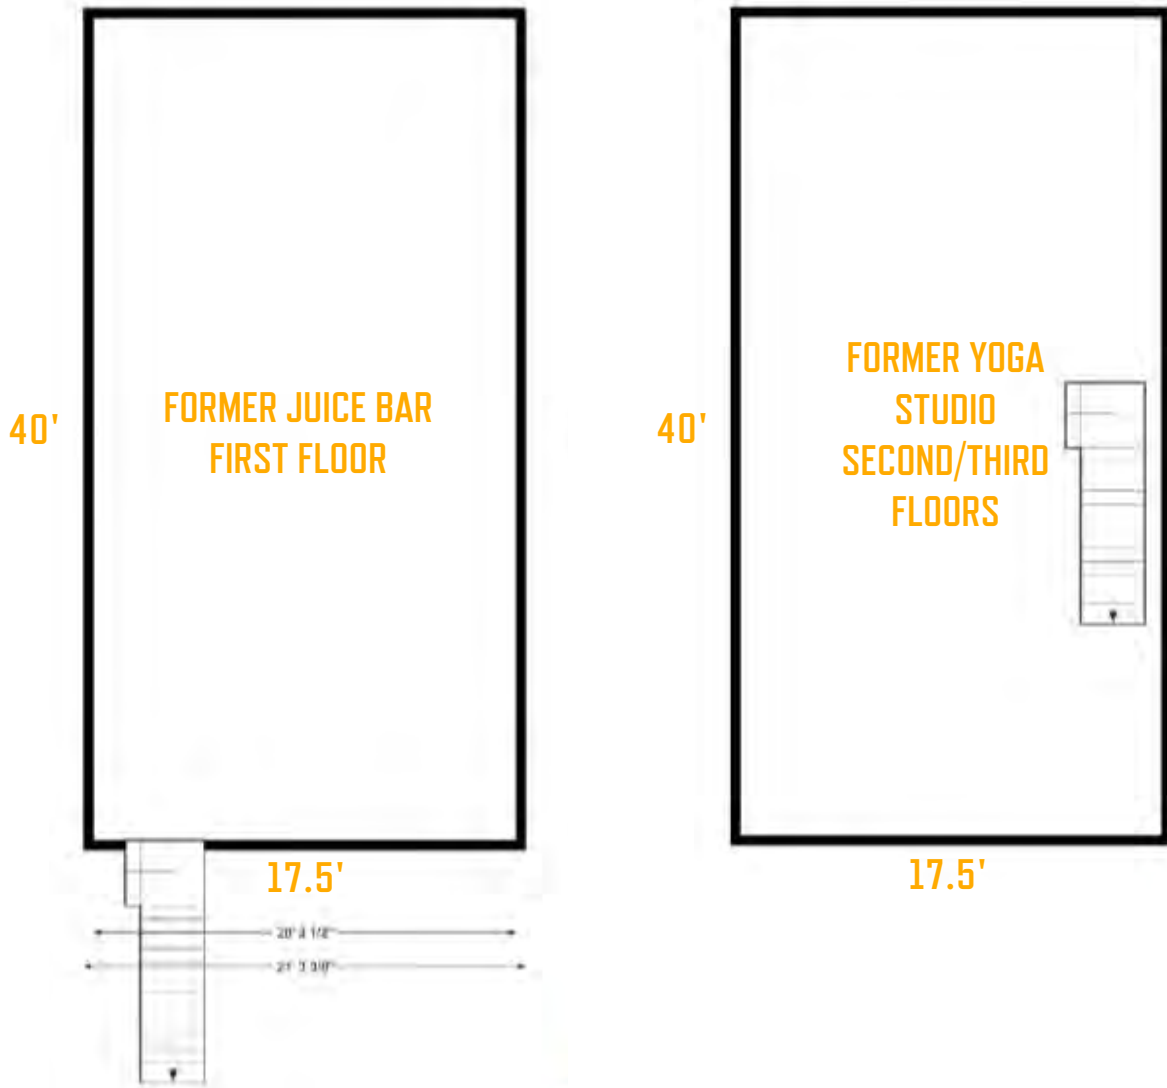 40'
FORMER JUICE BAR
FIRST FLOOR
17.5'
40'
FORMER YOGA
STUDIO
SECOND/THIRD
FLOORS
17.5'